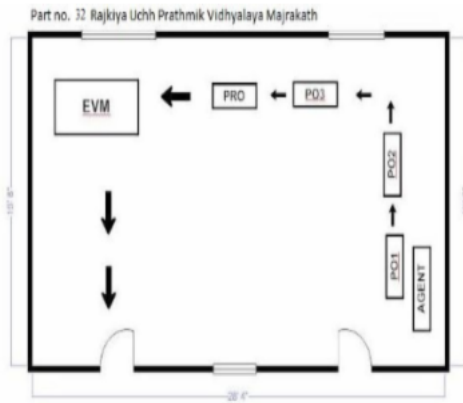 Part no. 32 Rajkiya Uchh Prathmik Vidhyalaya Majrakath
EVM
PRO
PO3
PO2
PO1
AGENT